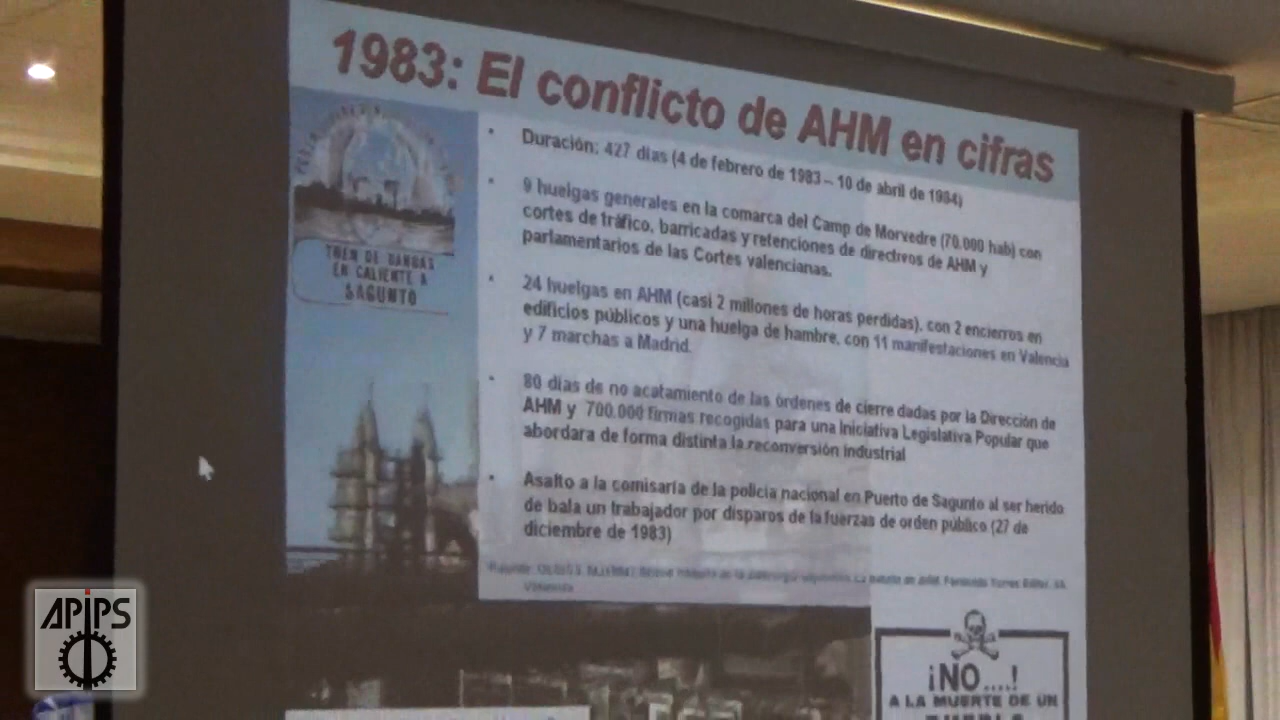 1983: El conflicto de AHM en cifras
• Duración: 427 días (4 de febrero de 1983 – 10 de abril de 1984)
• 9 huelgas generales en la comarca del Camp de Morvedre (70.000 hab) con
cortes de tráfico, barricadas y retenciones de directivos de AHM y
parlamentarios de las Cortes valencianas.
• 24 huelgas en AHM (casi 2 millones de horas perdidas), con 2 encierros en
edificios públicos y una huelga de hambre, con 11 manifestaciones en Valencia
y 7 marchas a Madrid.
• 80 días de no acatamiento de las órdenes de cierre dadas por la Dirección de
AHM y 700.000 firmas recogidas para una Iniciativa Legislativa Popular que
abordara de forma distinta la reconversión industrial
• Asalto a la comisaría de la policía nacional en Puerto de Sagunto al ser herido
de bala un trabajador por disparos de la fuerzas de orden público (27 de
diciembre de 1983)
Valencia
TREN DE BANDAS
EN CALIENTE A
SAGUNTO
¡NO....!
A LA MUERTE DE UN
PUEBLO
APIPS